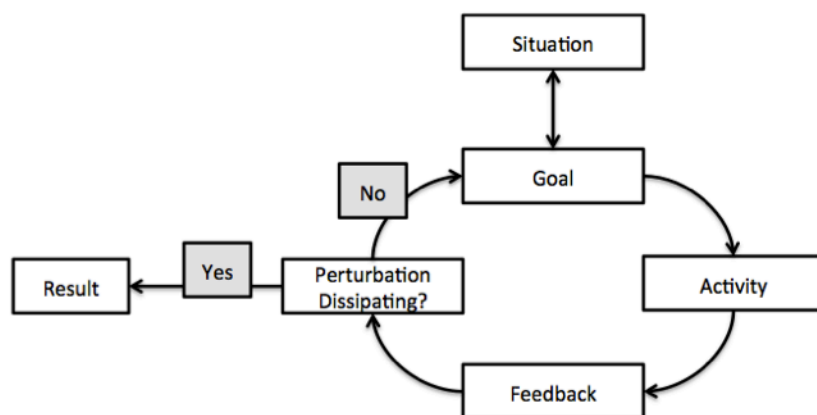 Situation
Goal
No
Yes
Result
Perturbation
Dissipating?
Activity
Feedback